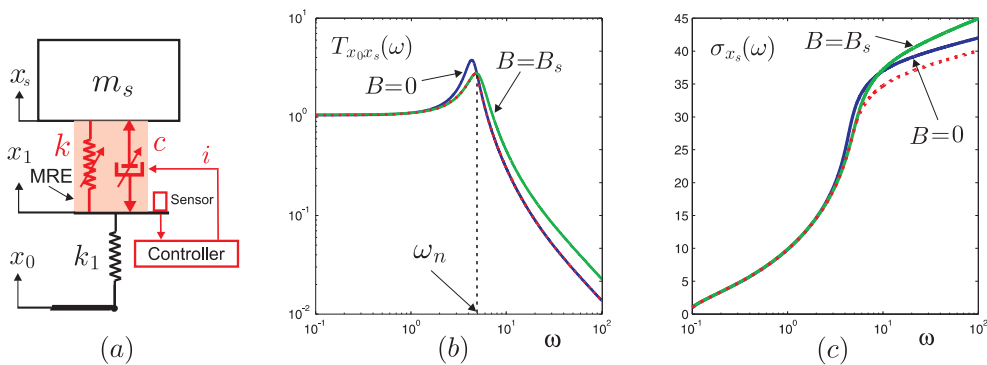 x_s
m_s
k
c
x_1
i
MRE
Sensor
k_1
Controller
x_0
(a)
10^1
10^0
10^{-1}
10^{-2}
T_{x_0x_s}(ω)
B=0
B=B_s
ω_n
10^{-1} 10^0 10^1 10^2
ω
(b)
45
40
35
30
25
20
15
10
5
0
σ_{x_s}(ω)
B=B_s
B=0
10^{-1} 10^0 10^1 10^2
ω
(c)